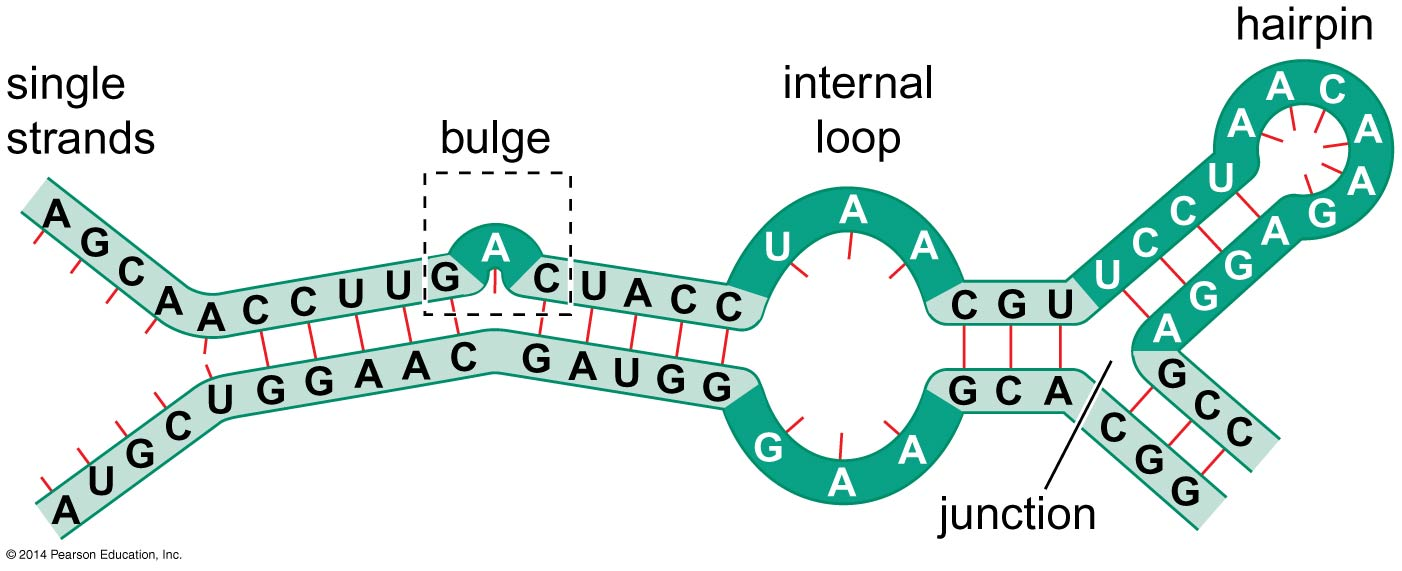 hairpin
single
strands
bulge
internal
loop
A G C A A C C U U G A C U A C C U A A C G U U C C U A A C A A G A G G A G C C
A U G C U G G A A C G A U G G G A A G C A C G G
junction
© 2014 Pearson Education, Inc.